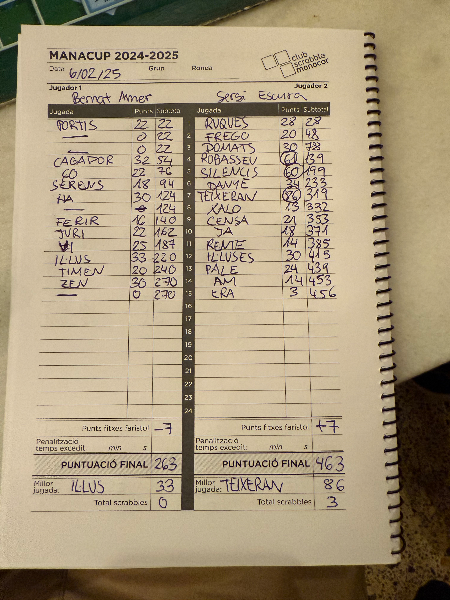 MANACUP 2024-2025
Data 6/02/25 Grup Ronda
club scrabble manacor
Jugador 1 Jugador 2
Bernat Sergi
Jugada Punts Subtotal Jugada Punts Subtotal
PORTIS 22 22 1 RUQUES 28 28
— 0 22 2 FREGO 20 48
— 0 22 3 DOMATS 30 78
CAGADOR 32 54 4 ROBASSEU 61 139
GO 22 76 5 SILENCIS 60 199
SERENS 18 94 6 DANTE 34 233
HA 30 124 7 TEIXERAN 86 319
124 8 XALO 13 332
FERIR 16 140 9 CENSA 21 353
JURI 22 162 10 JA 18 371
VI 25 187 11 REMTE 14 385
ILLUS 33 220 12 ILLUSES 30 415
TIMEN 20 240 13 PALE 24 439
ZEN 30 270 14 AM 14 453
— 0 270 15 ERA 3 456
16
17
18
19
20
21
22
23
24
Punts fitxes faristol -7 Punts fitxes faristol +7
Penalització temps excedit: min s Penalització temps excedit: min s
PUNTUACIÓ FINAL 263 PUNTUACIÓ FINAL 463
Millor jugada: ILLUS 33 Millor jugada: TEIXERAN 86
Total scrabbles 0 Total scrabbles 3